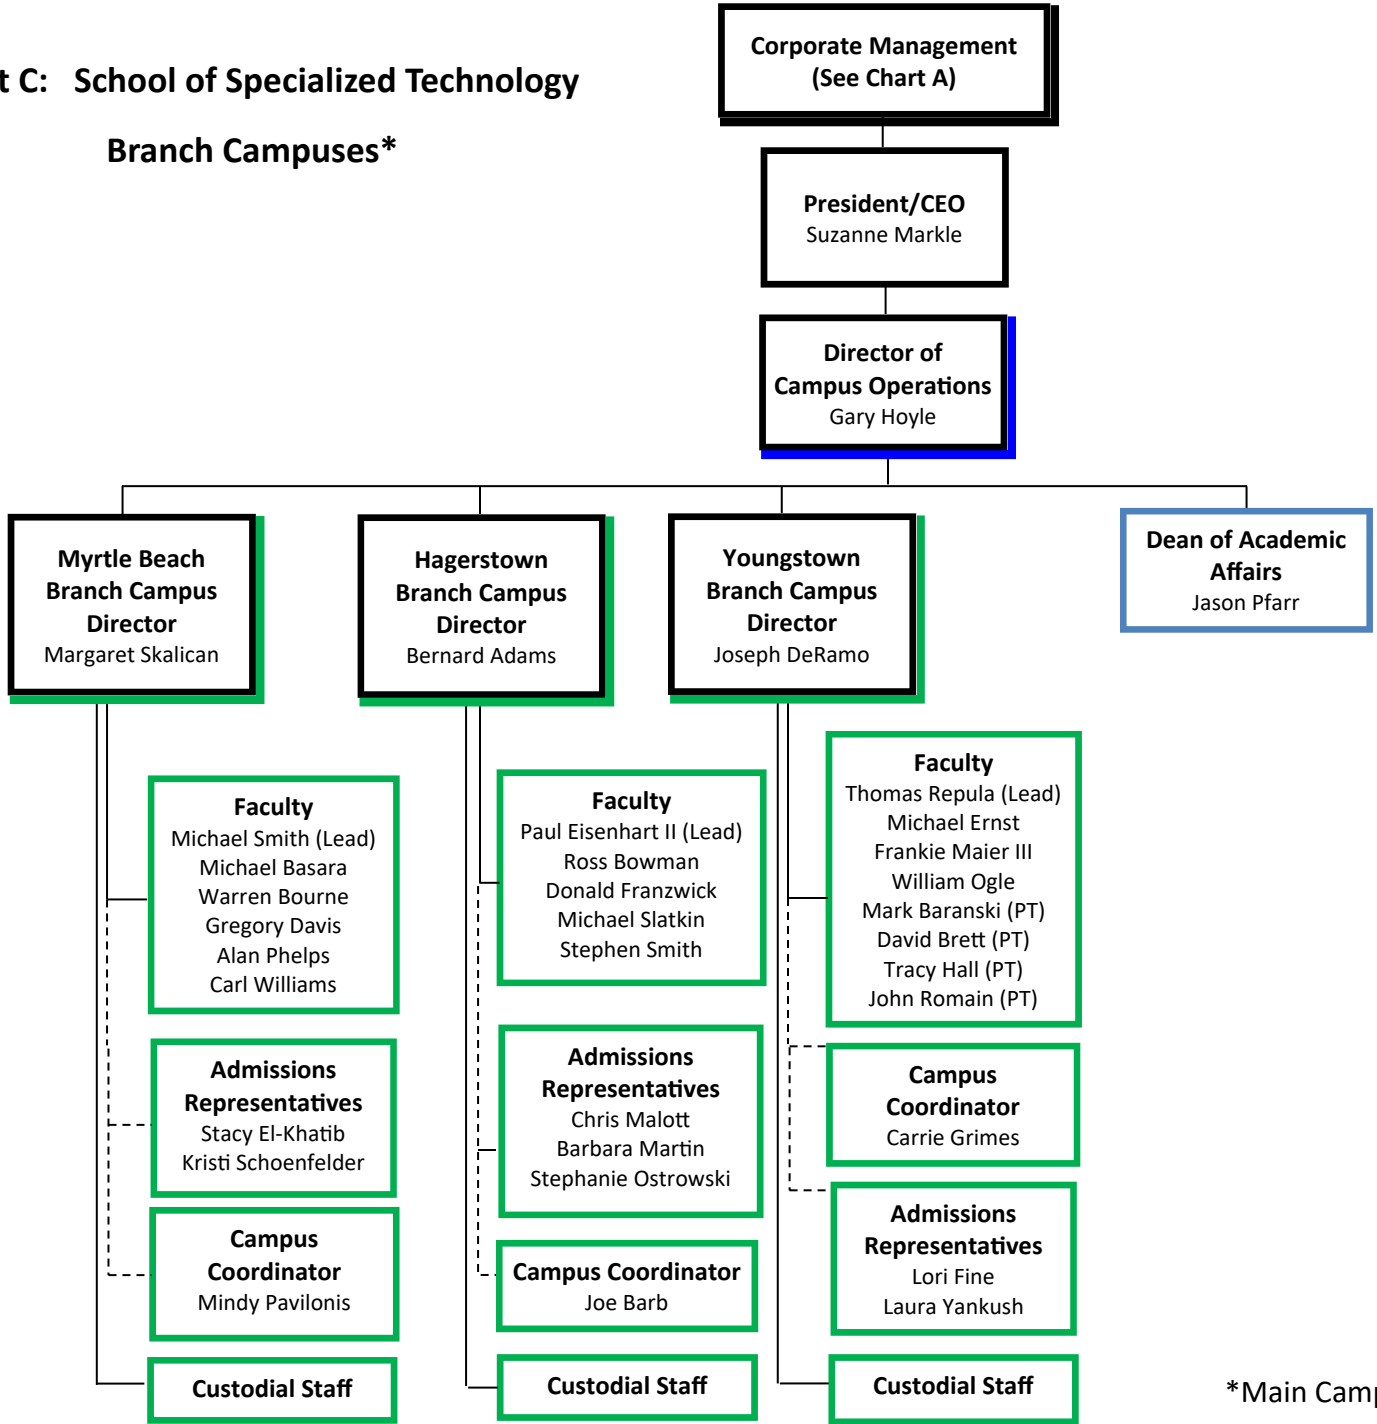 t C: School of Specialized Technology
Branch Campuses*
Corporate Management
(See Chart A)
President/CEO
Suzanne Markle
Director of
Campus Operations
Gary Hoyle
Myrtle Beach
Branch Campus
Director
Margaret Skalican
Hagerstown
Branch Campus
Director
Bernard Adams
Youngstown
Branch Campus
Director
Joseph DeRamo
Dean of Academic
Affairs
Jason Pfarr
Faculty
Michael Smith (Lead)
Michael Basara
Warren Bourne
Gregory Davis
Alan Phelps
Carl Williams
Admissions
Representatives
Stacy El-Khatib
Kristi Schoenfelder
Campus
Coordinator
Mindy Pavilonis
Custodial Staff
Faculty
Paul Eisenhart II (Lead)
Ross Bowman
Donald Franzwick
Michael Slatkin
Stephen Smith
Admissions
Representatives
Chris Malott
Barbara Martin
Stephanie Ostrowski
Campus Coordinator
Joe Barb
Custodial Staff
Faculty
Thomas Repula (Lead)
Michael Ernst
Frankie Maier III
William Ogle
Mark Baranski (PT)
David Brett (PT)
Tracy Hall (PT)
John Romain (PT)
Campus
Coordinator
Carrie Grimes
Admissions
Representatives
Lori Fine
Laura Yankush
Custodial Staff
*Main Camp